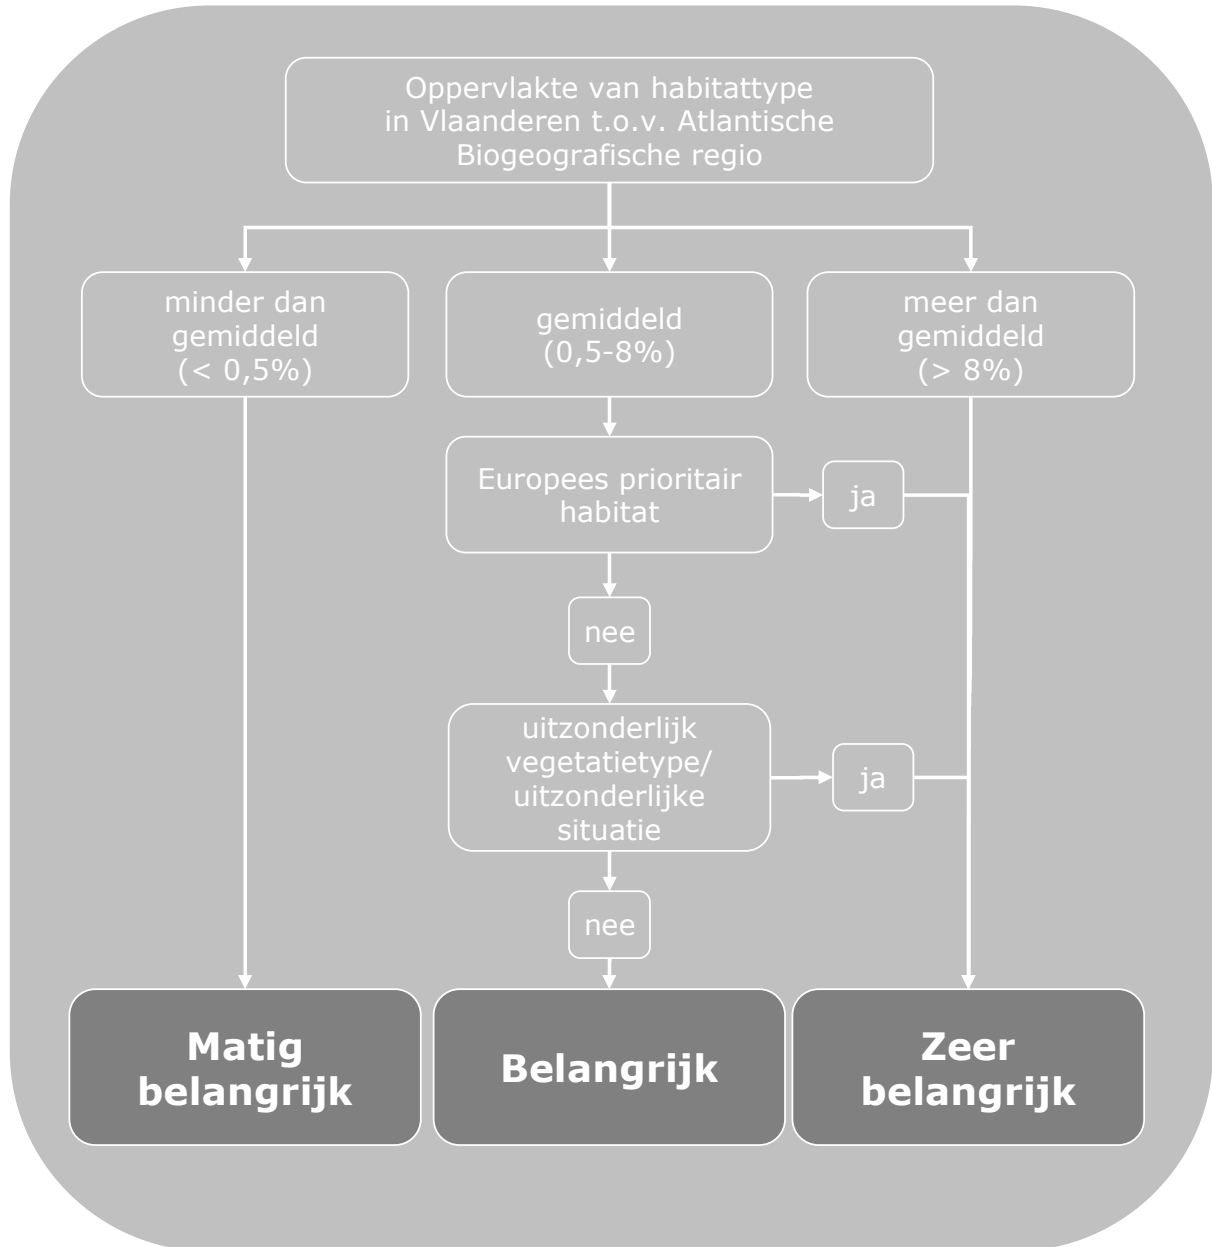 Oppervlakte van habitattype
in Vlaanderen t.o.v. Atlantische
Biogeografische regio
minder dan
gemiddeld
(< 0,5%)
gemiddeld
(0,5-8%)
meer dan
gemiddeld
(> 8%)
Europees prioritair
habitat
ja
nee
uitzonderlijk
vegetatietype/
uitzonderlijke
situatie
ja
nee
Matig
belangrijk
Belangrijk
Zeer
belangrijk